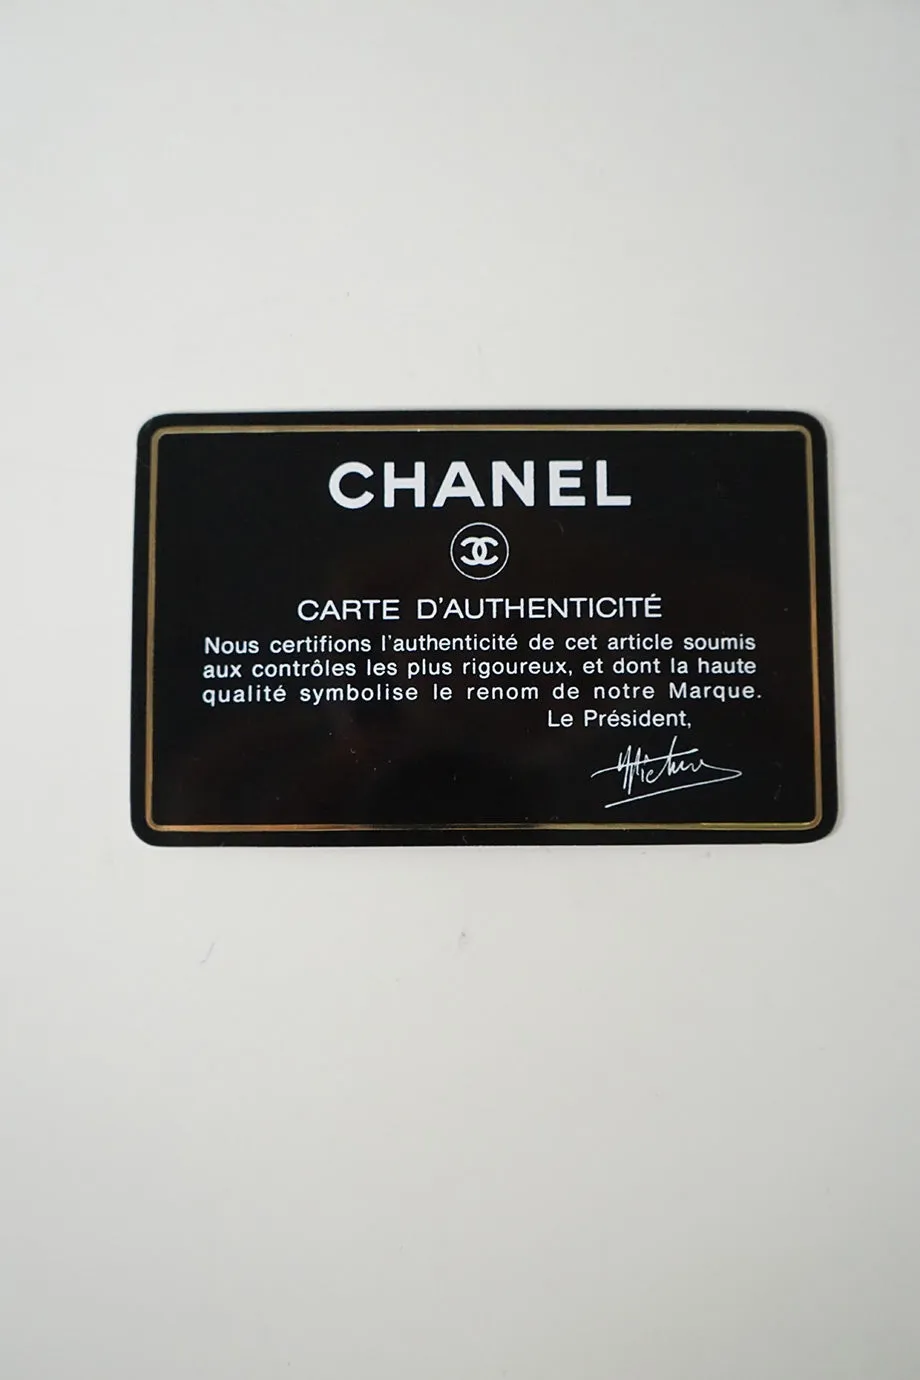 CHANEL
CARTE D'AUTHENTICITÉ
Nous certifions l'authenticité de cet article soumis
aux contrôles les plus rigoureux, et dont la haute
qualité symbolise le renom de notre Marque.
Le Président,